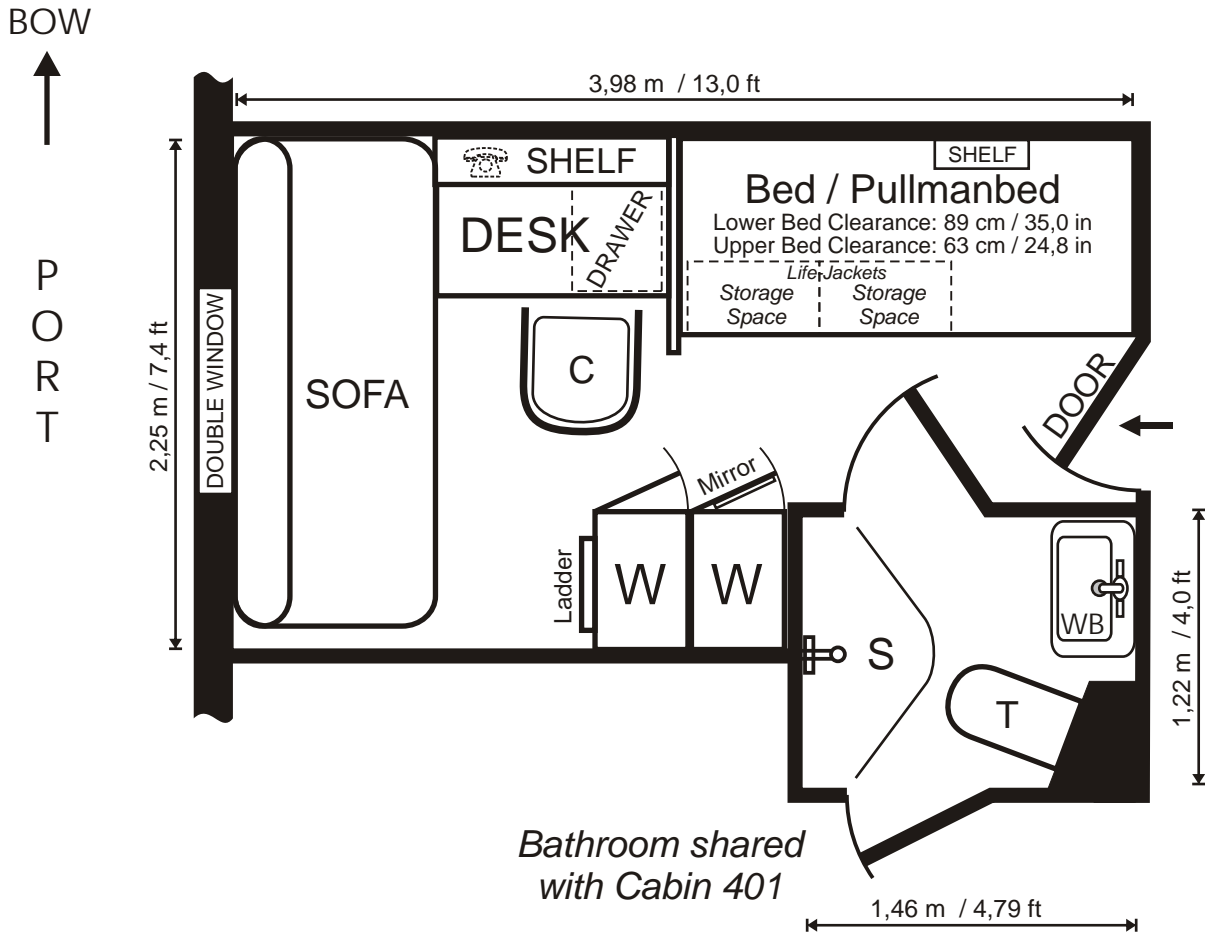 BOW
PORT
3,98 m / 13,0 ft
2,25 m / 7,4 ft
DOUBLE WINDOW
SOFA
SHELF
DESK
DRAWER
C
SHELF
Bed / Pullmanbed
Lower Bed Clearance: 89 cm / 35,0 in
Upper Bed Clearance: 63 cm / 24,8 in
Life-Jackets
Storage
Space
Storage
Space
DOOR
Mirror
Ladder
W
W
S
WB
T
1,22 m / 4,0 ft
Bathroom shared
with Cabin 401
1,46 m / 4,79 ft